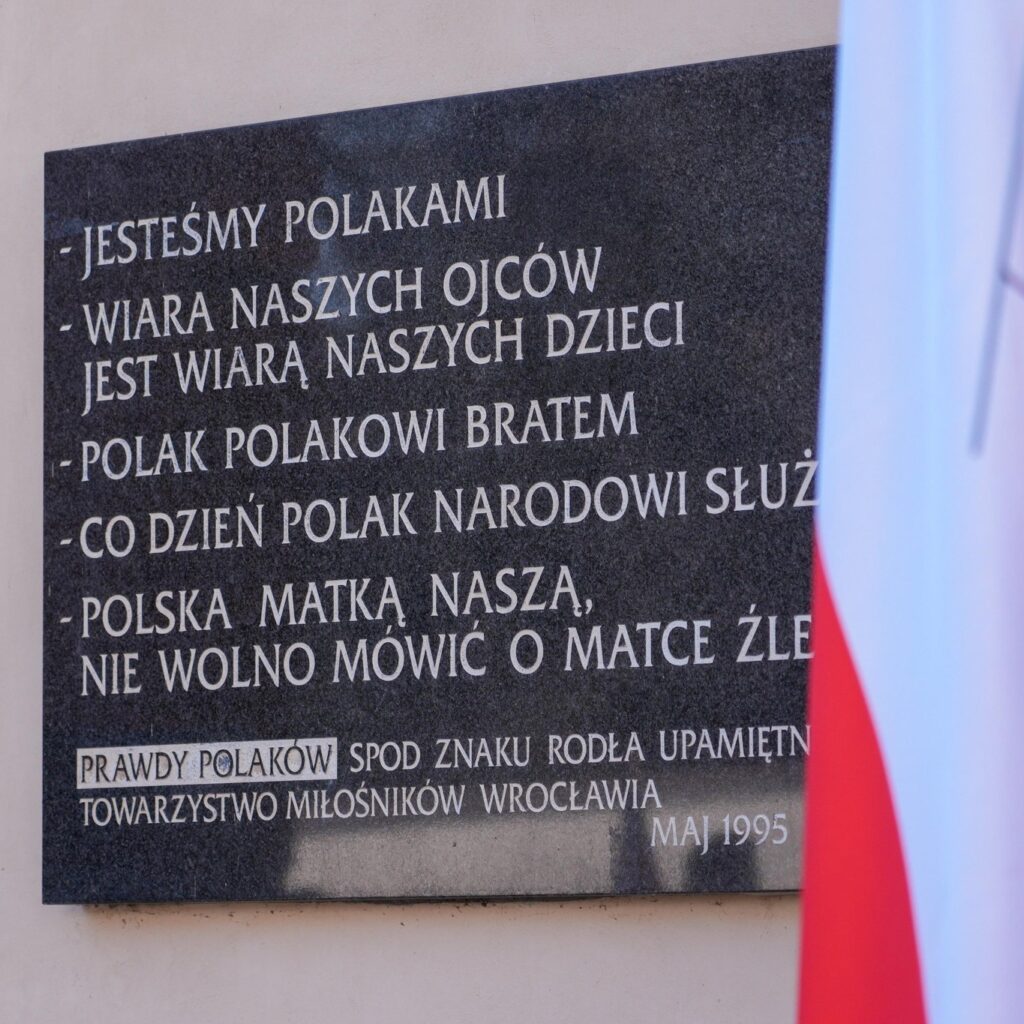 - JESTEŚMY POLAKAMI
- WIARA NASZYCH OJCÓW
JEST WIARĄ NASZYCH DZIECI
- POLAK POLAKOWI BRATEM
- CO DZIEŃ POLAK NARODOWI SŁUŻ
- POLSKA MATKĄ NASZĄ,
NIE WOLNO MÓWIĆ O MATCE ŹLE
PRAWDY POLAKÓW SPOD ZNAKU RODŁA UPAMIĘTN
TOWARZYSTWO MIŁOŚNIKÓW WROCŁAWIA
MAJ 1995